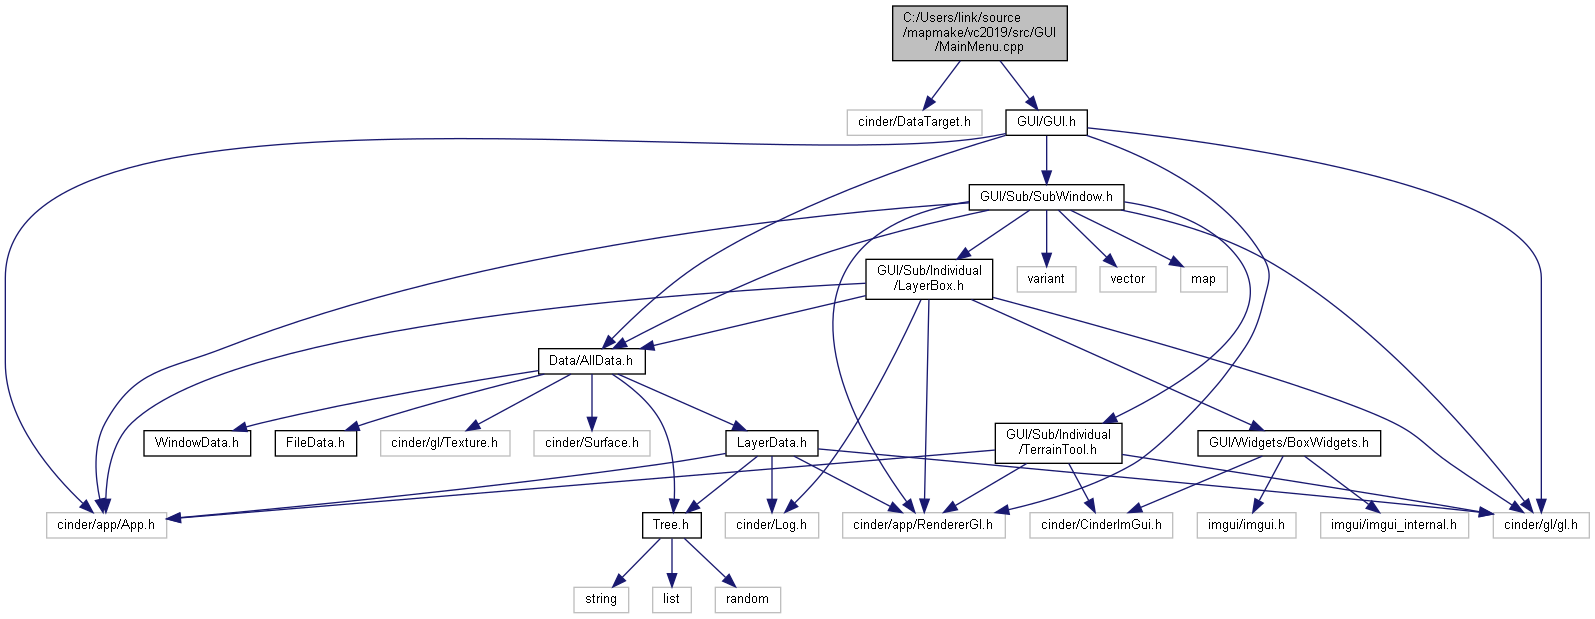 C:/Users/link/source
/mapmake/vc2019/src/GUI
/MainMenu.cpp
cinder/DataTarget.h
GUI/GUI.h
GUI/Sub/SubWindow.h
GUI/Sub/Individual
/LayerBox.h
variant
vector
map
Data/AllData.h
WindowData.h
FileData.h
cinder/gl/Texture.h
cinder/Surface.h
LayerData.h
GUI/Sub/Individual
/TerrainTool.h
GUI/Widgets/BoxWidgets.h
cinder/app/App.h
Tree.h
cinder/Log.h
cinder/app/RendererGl.h
cinder/CinderImGui.h
imgui/imgui.h
imgui/imgui_internal.h
cinder/gl/gl.h
string
list
random